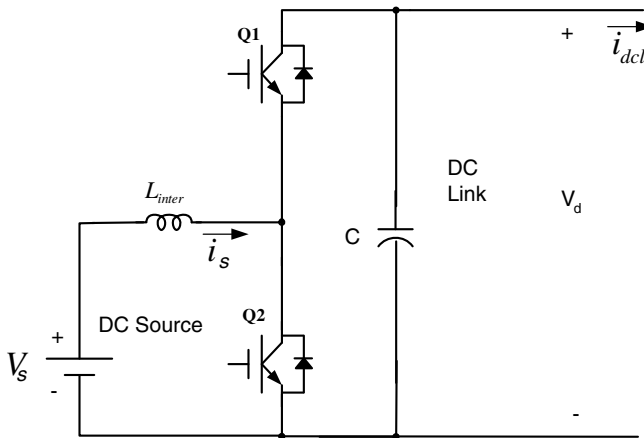 Q1
+
i_dcl
L_inter
DC
Link
V_d
C
i_s
DC Source
Q2
+
V_s
-
-